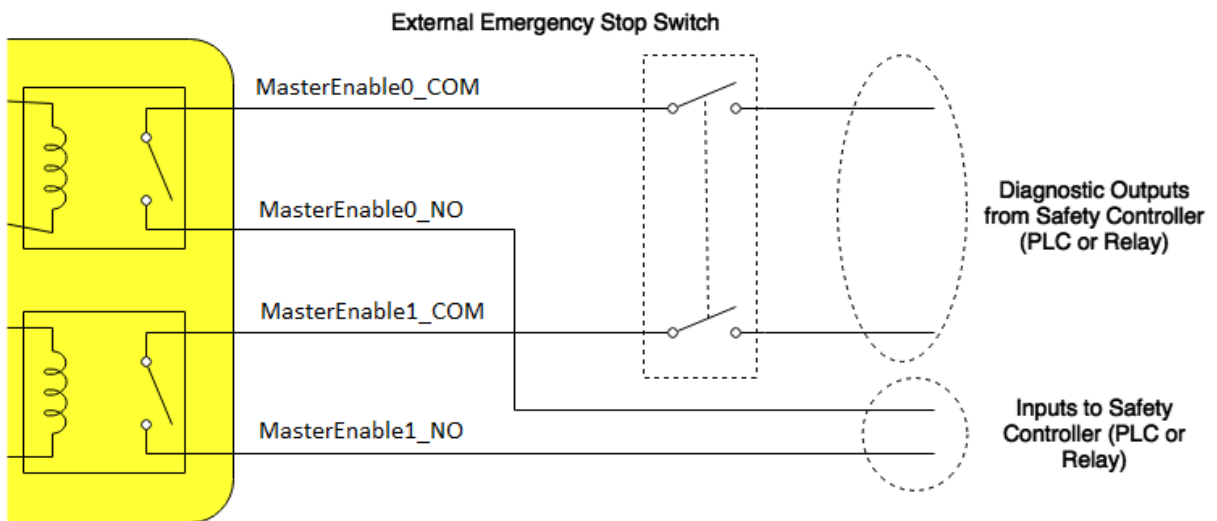 External Emergency Stop Switch
MasterEnable0_COM
MasterEnable0_NO
Diagnostic Outputs
from Safety Controller
(PLC or Relay)
MasterEnable1_COM
MasterEnable1_NO
Inputs to Safety
Controller (PLC or
Relay)